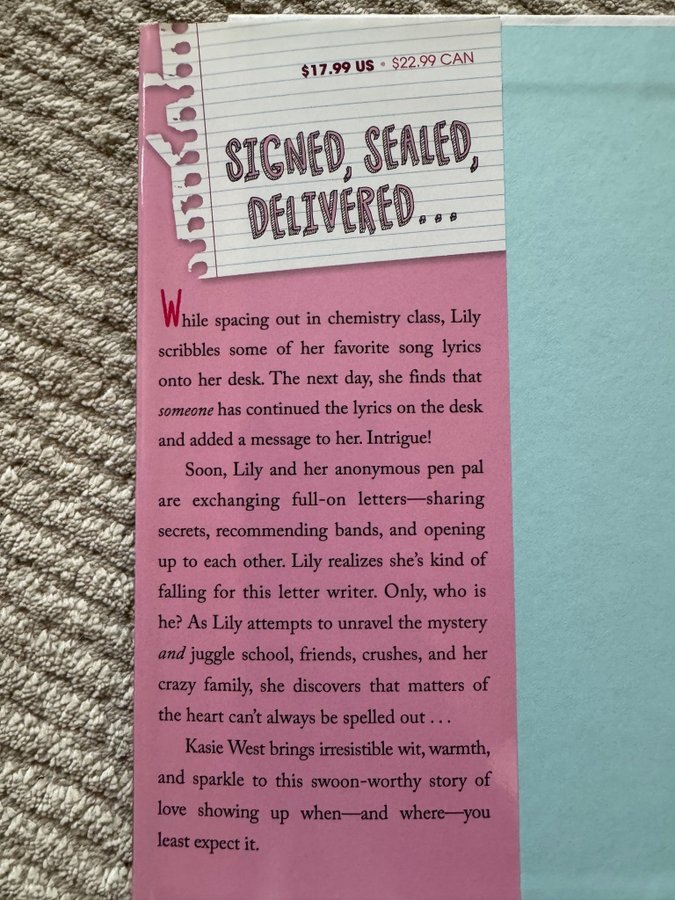 $17.99 US • $22.99 CAN
SIGNED, SEALED,
DELIVERED...
While spacing out in chemistry class, Lily
scribbles some of her favorite song lyrics
onto her desk. The next day, she finds that
someone has continued the lyrics on the desk
and added a message to her. Intrigue!
Soon, Lily and her anonymous pen pal
are exchanging full-on letters—sharing
secrets, recommending bands, and opening
up to each other. Lily realizes she's kind of
falling for this letter writer. Only, who is
he? As Lily attempts to unravel the mystery
and juggle school, friends, crushes, and her
crazy family, she discovers that matters of
the heart can't always be spelled out . . .
Kasie West brings irresistible wit, warmth,
and sparkle to this swoon-worthy story of
love showing up when—and where—you
least expect it.